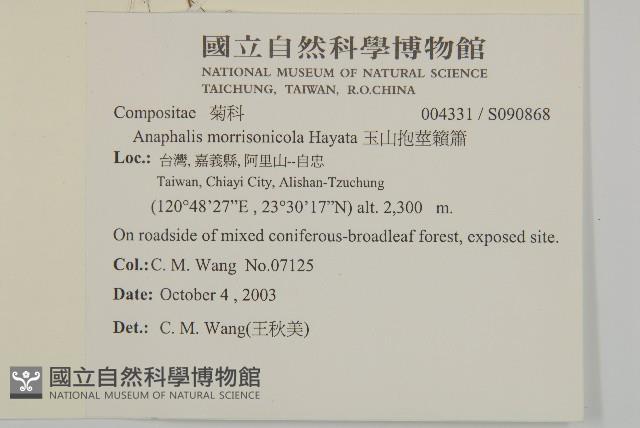 國立自然科學博物館
NATIONAL MUSEUM OF NATURAL SCIENCE
TAICHUNG, TAIWAN, R.O.CHINA
Compositae 菊科 004331 / S090868
Anaphalis morrisonicola Hayata 玉山抱莖籟簫
Loc.: 台灣, 嘉義縣, 阿里山--自忠
Taiwan, Chiayi City, Alishan-Tzuchung
(120°48’27”E , 23°30’17”N) alt. 2,300 m.
On roadside of mixed coniferous-broadleaf forest, exposed site.
Col.: C. M. Wang No.07125
Date: October 4 , 2003
Det.: C. M. Wang(王秋美)
國立自然科學博物館
NATIONAL MUSEUM OF NATURAL SCIENCE